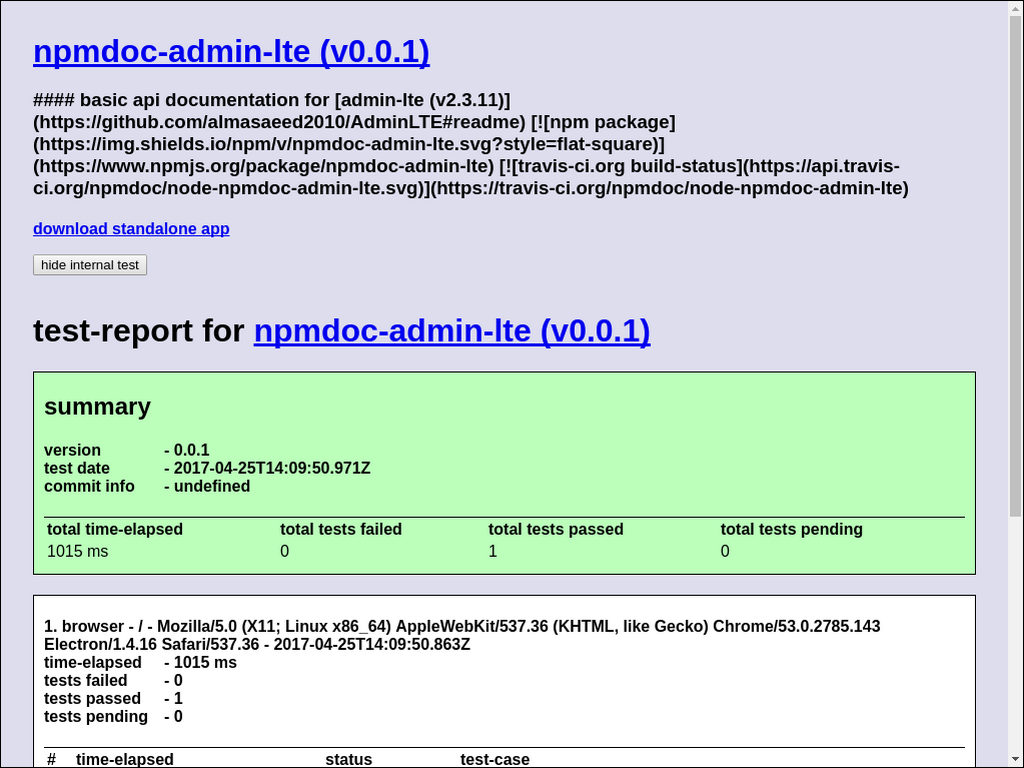 npmdoc-admin-lte (v0.0.1)
#### basic api documentation for [admin-lte (v2.3.11)]
(https://github.com/almasaeed2010/AdminLTE#readme) [![npm package]
(https://img.shields.io/npm/v/npmdoc-admin-lte.svg?style=flat-square)]
(https://www.npmjs.org/package/npmdoc-admin-lte) [![travis-ci.org build-status](https://api.travis-
ci.org/npmdoc/node-npmdoc-admin-lte.svg)](https://travis-ci.org/npmdoc/node-npmdoc-admin-lte)
download standalone app
hide internal test
test-report for npmdoc-admin-lte (v0.0.1)
summary
version - 0.0.1
test date - 2017-04-25T14:09:50.971Z
commit info - undefined
total time-elapsed total tests failed total tests passed total tests pending
1015 ms 0 1 0
1. browser - / - Mozilla/5.0 (X11; Linux x86_64) AppleWebKit/537.36 (KHTML, like Gecko) Chrome/53.0.2785.143
Electron/1.4.16 Safari/537.36 - 2017-04-25T14:09:50.863Z
time-elapsed - 1015 ms
tests failed - 0
tests passed - 1
tests pending - 0
# time-elapsed status test-case